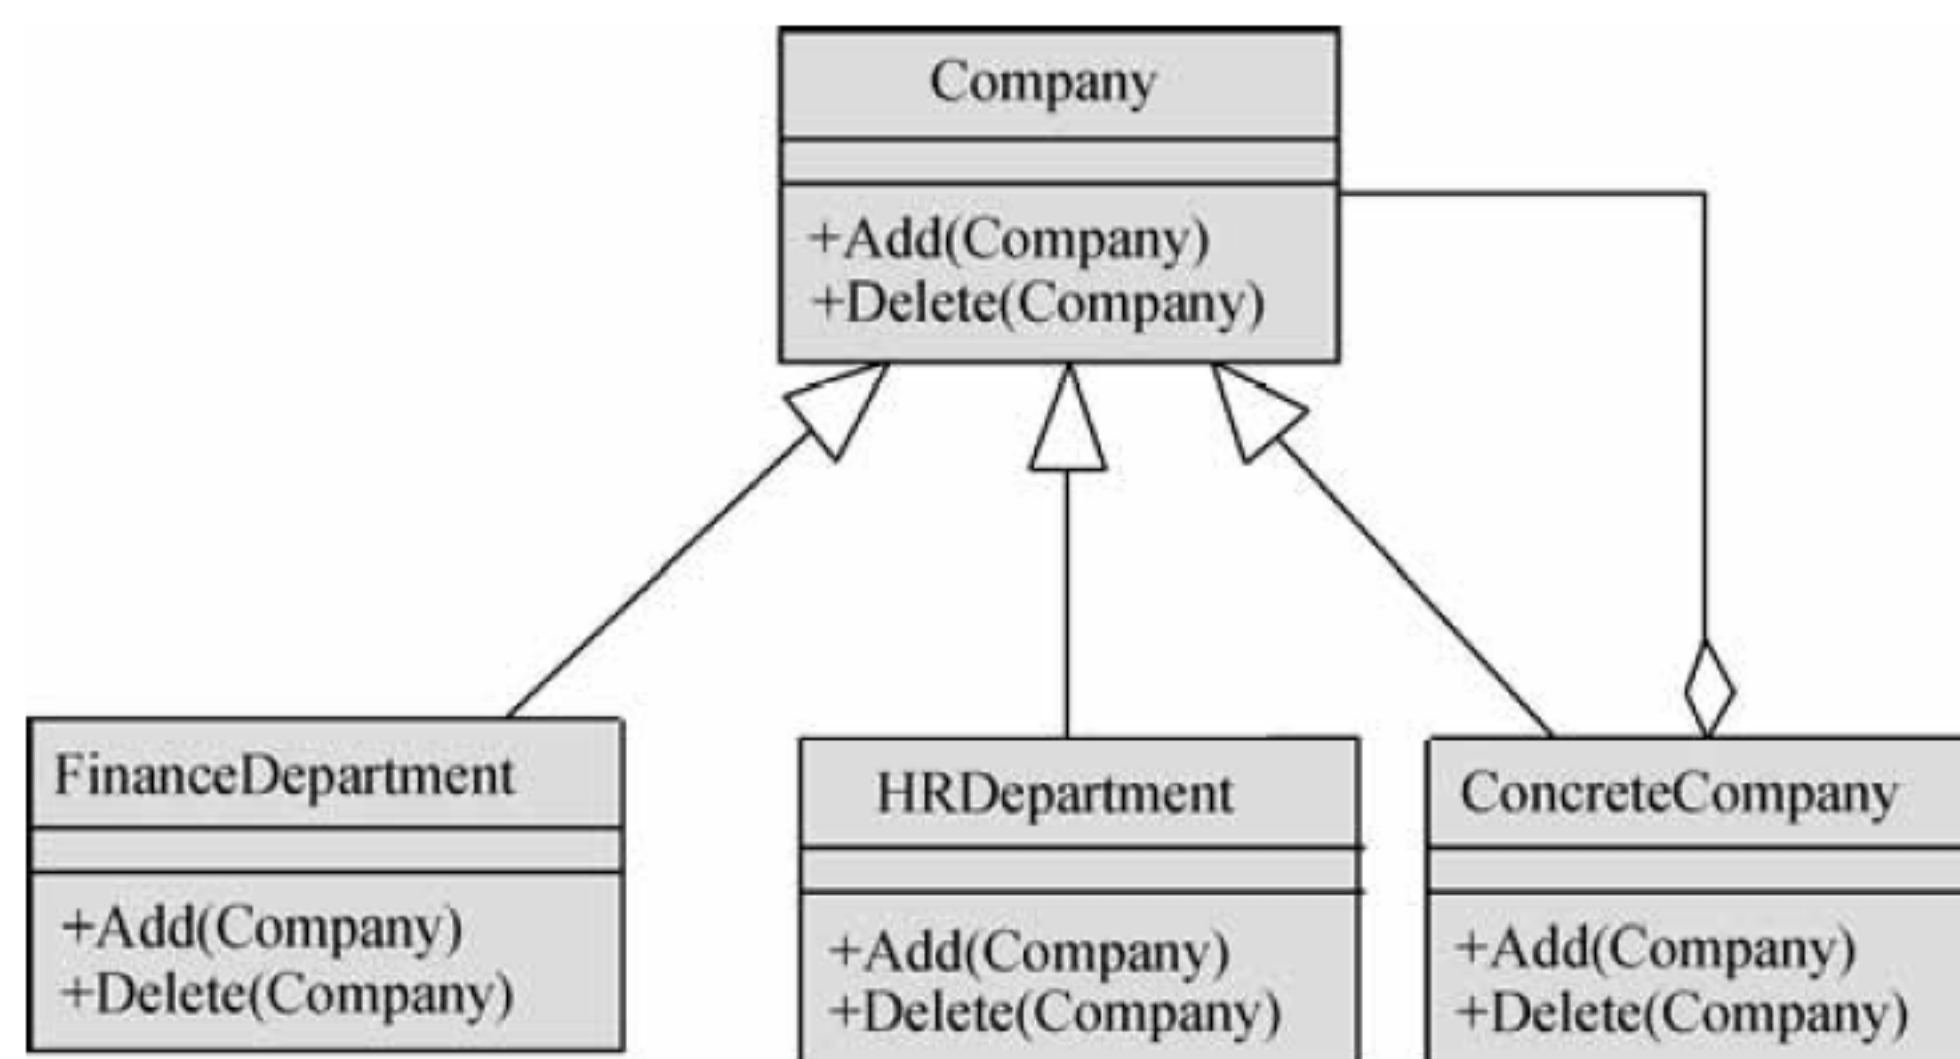 Company
+Add(Company)
+Delete(Company)
FinanceDepartment
+Add(Company)
+Delete(Company)
HRDepartment
+Add(Company)
+Delete(Company)
ConcreteCompany
+Add(Company)
+Delete(Company)